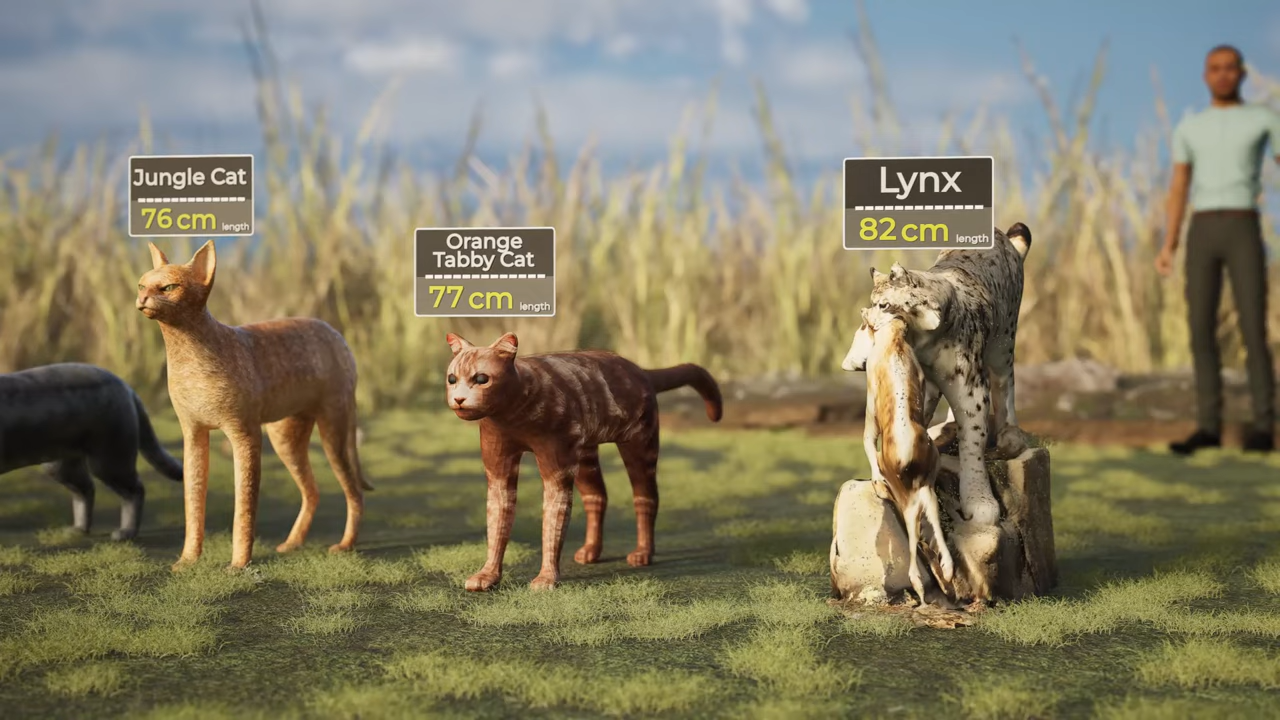 Jungle Cat
76 cm length
Orange
Tabby Cat
77 cm length
Lynx
82 cm length